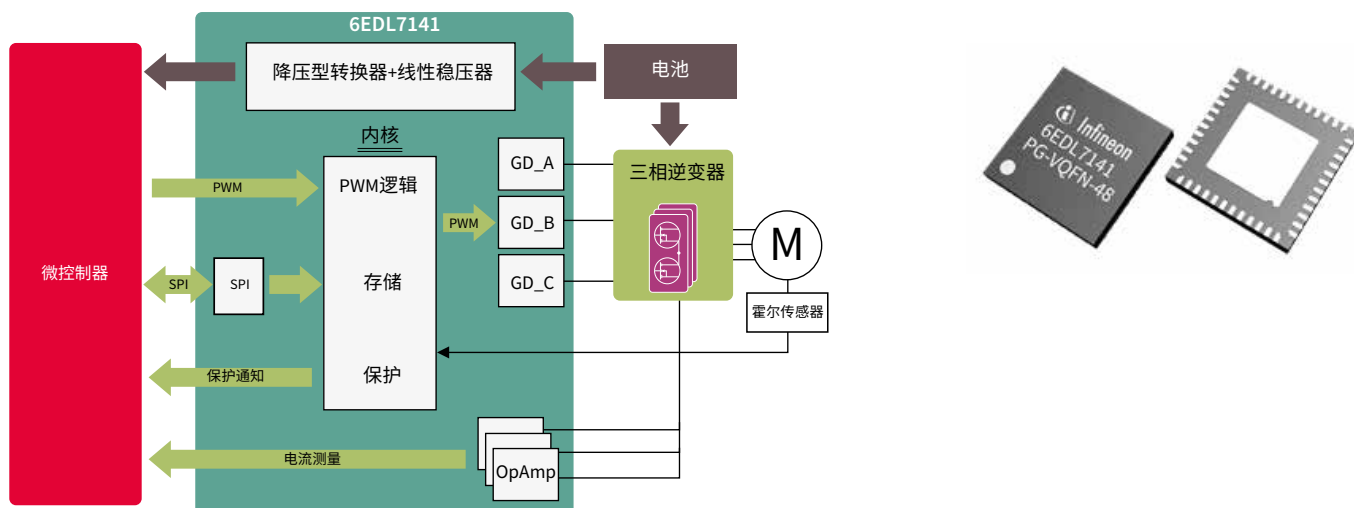 6EDL7141
降压型转换器+线性稳压器
电池
内核
PWM
PWM逻辑
PWM
GD_A
GD_B
GD_C
三相逆变器
M
微控制器
SPI
SPI
存储
霍尔传感器
保护通知
保护
电流测量
OpAmp
Infineon
6EDL7141
PG-VQFN-48